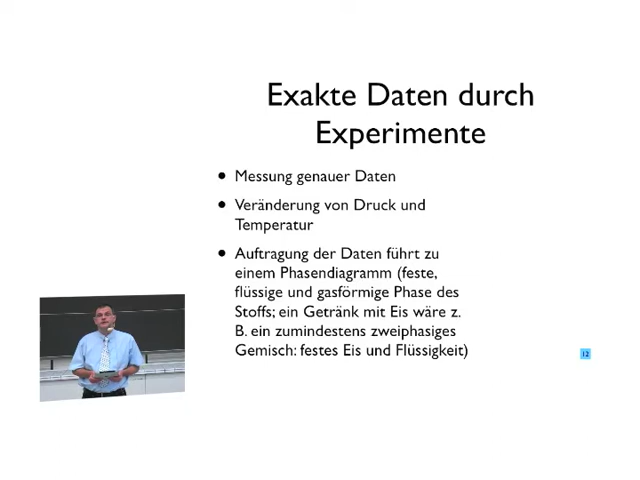 Exakte Daten durch
Experimente
• Messung genauer Daten
• Veränderung von Druck und
Temperatur
• Auftragung der Daten führt zu
einem Phasendiagramm (feste,
flüssige und gasförmige Phase des
Stoffs; ein Getränk mit Eis wäre z.
B. ein zumindestens zweiphasiges
Gemisch: festes Eis und Flüssigkeit)
12